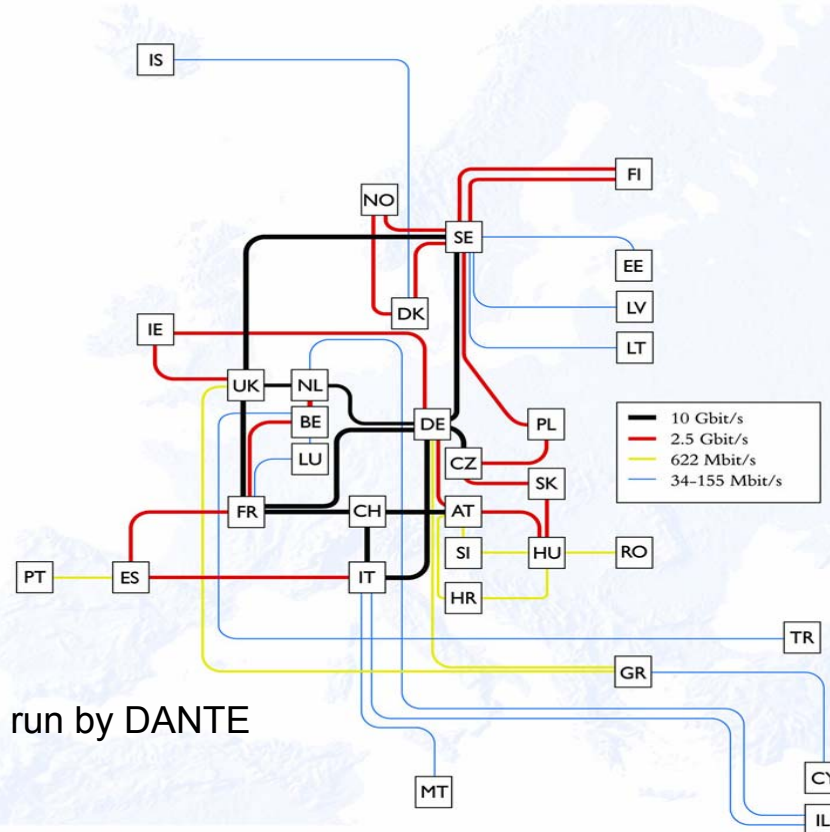 IS
FI
NO
SE
EE
LV
DK
IE
LT
UK
NL
BE
DE
PL
10 Gbit/s
2.5 Gbit/s
622 Mbit/s
34-155 Mbit/s
LU
CZ
SK
FR
CH
AT
SI
HU
RO
PT
ES
IT
HR
TR
GR
run by DANTE
CY
MT
IL